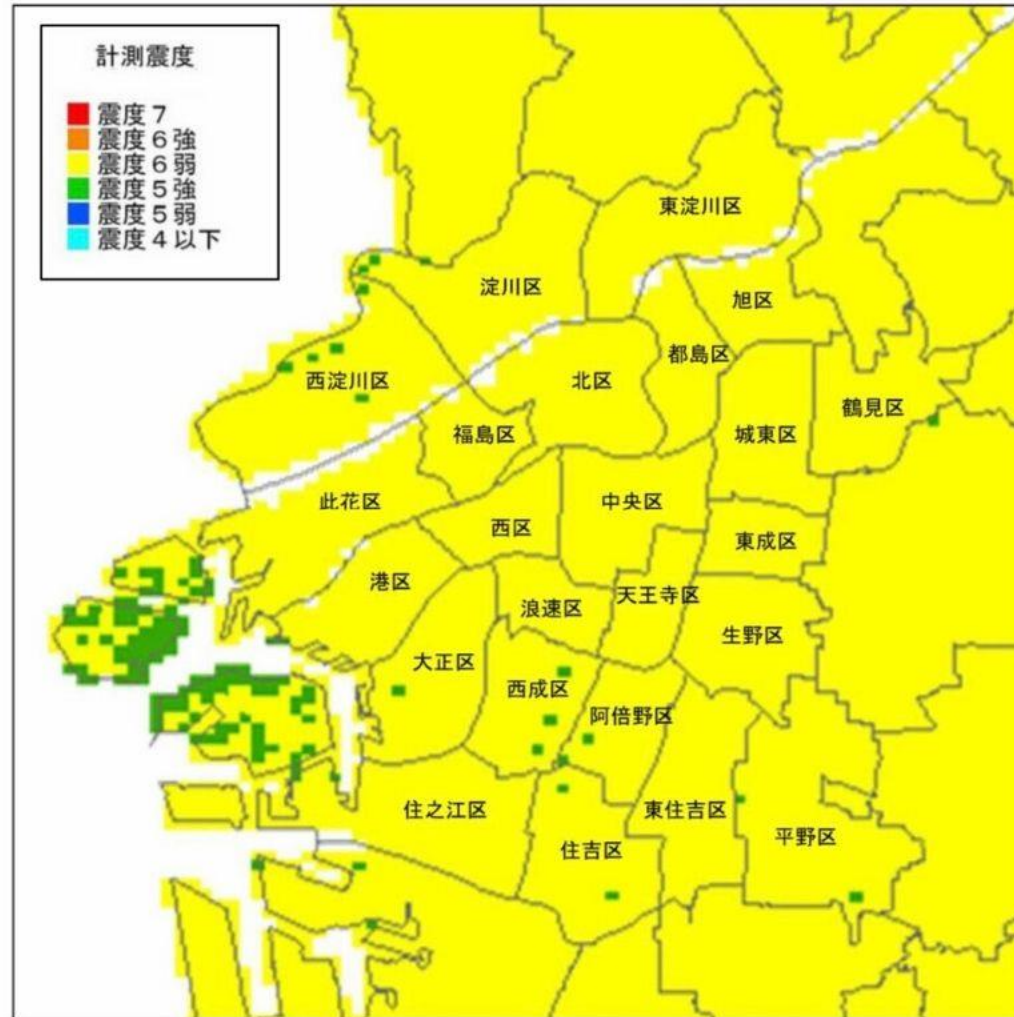 計測震度
震度７
震度６強
震度６弱
震度５強
震度５弱
震度４以下
東淀川区
淀川区
旭区
都島区
西淀川区
北区
鶴見区
福島区
城東区
此花区
中央区
西区
東成区
港区
天王寺区
浪速区
生野区
大正区
西成区
阿倍野区
住之江区
東住吉区
平野区
住吉区